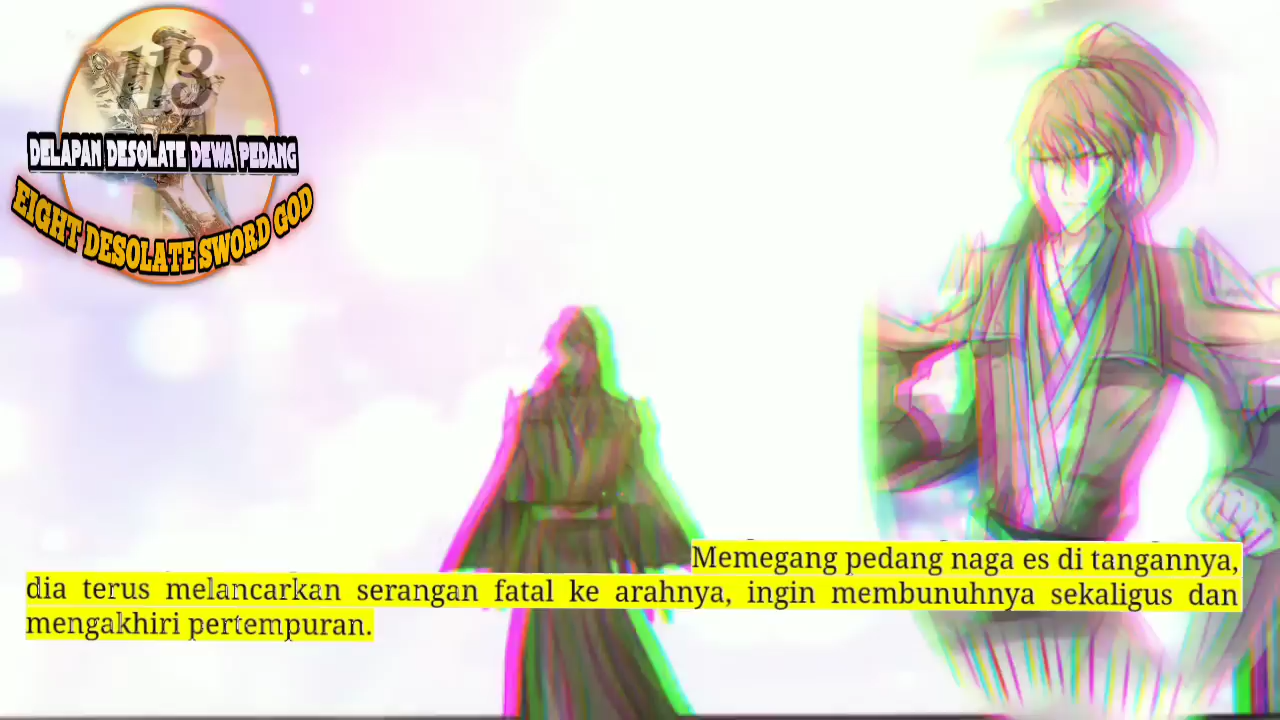 113
DELAPAN DESOLATE DEWA PEDANG
EIGHT DESOLATE SWORD GOD
Memegang pedang naga es di tangannya,
dia terus melancarkan serangan fatal ke arahnya, ingin membunuhnya sekaligus dan
mengakhiri pertempuran.